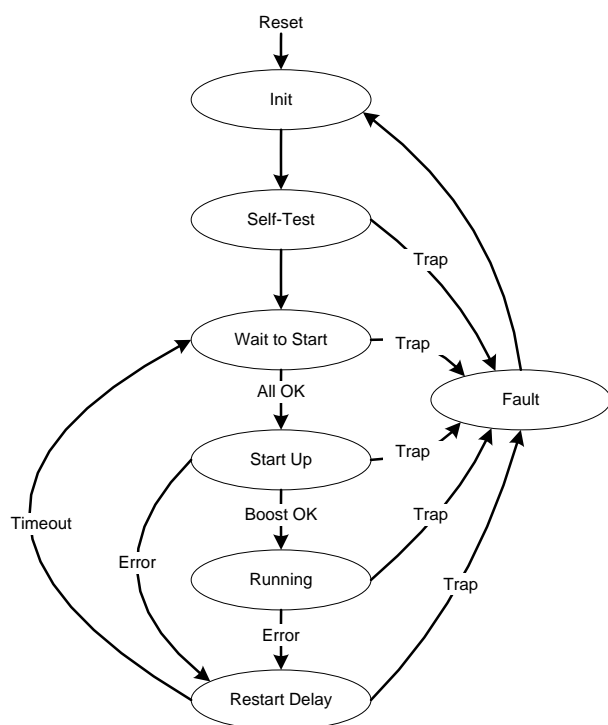 Reset
Init
Self-Test
Trap
Wait to Start
Trap
All OK
Fault
Start Up
Trap
Timeout
Boost OK
Trap
Error
Running
Trap
Error
Restart Delay